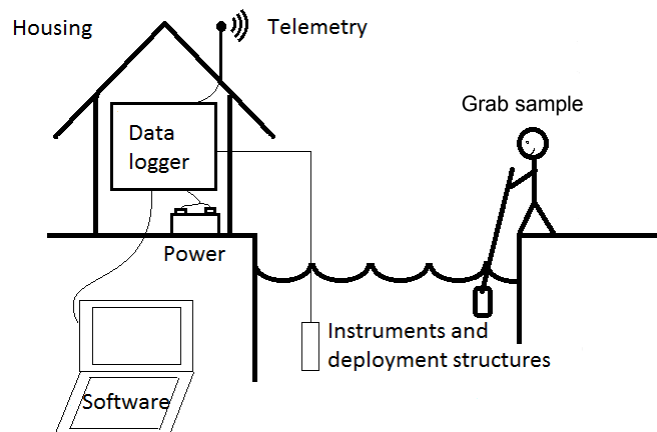 Housing
Telemetry
Grab sample
Data
logger
Power
Instruments and
deployment structures
Software